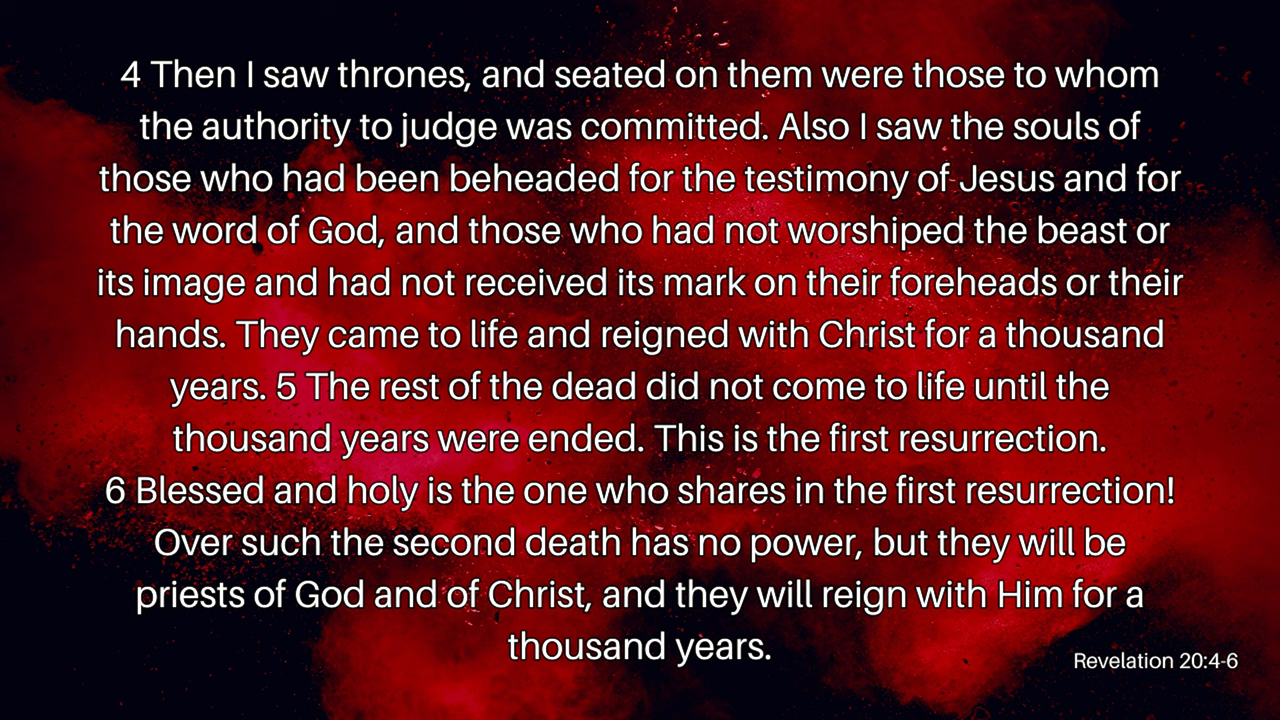 4 Then I saw thrones, and seated on them were those to whom
the authority to judge was committed. Also I saw the souls of
those who had been beheaded for the testimony of Jesus and for
the word of God, and those who had not worshiped the beast or
its image and had not received its mark on their foreheads or their
hands. They came to life and reigned with Christ for a thousand
years. 5 The rest of the dead did not come to life until the
thousand years were ended. This is the first resurrection.
6 Blessed and holy is the one who shares in the first resurrection!
Over such the second death has no power, but they will be
priests of God and of Christ, and they will reign with Him for a
thousand years.
Revelation 20:4-6